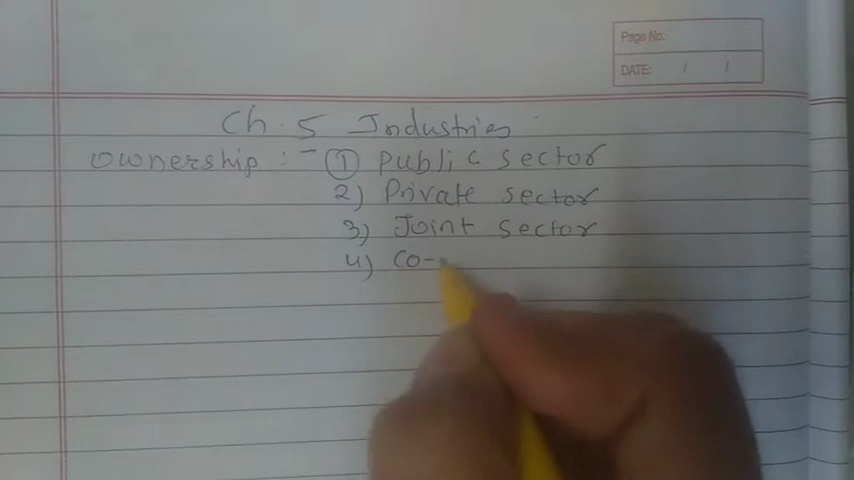 Page No.
DATE: / /
Ch. 5 Industries
ownership :- ① Public sector
2) Private sector
3) Joint sector
4) Co-